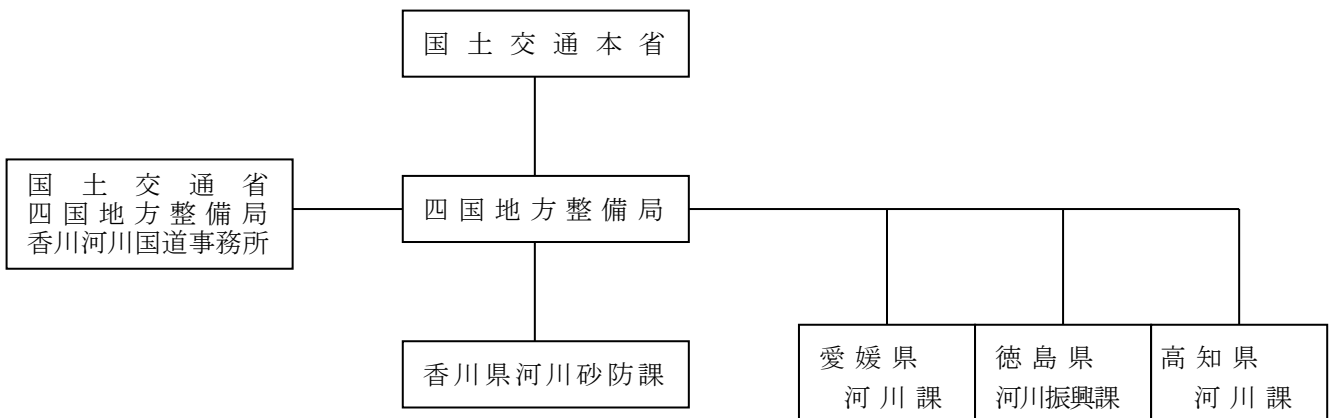 国土交通本省
国土交通省
四国地方整備局
香川河川国道事務所
四国地方整備局
香川県河川砂防課
愛媛県
河川課
徳島県
河川振興課
高知県
河川課